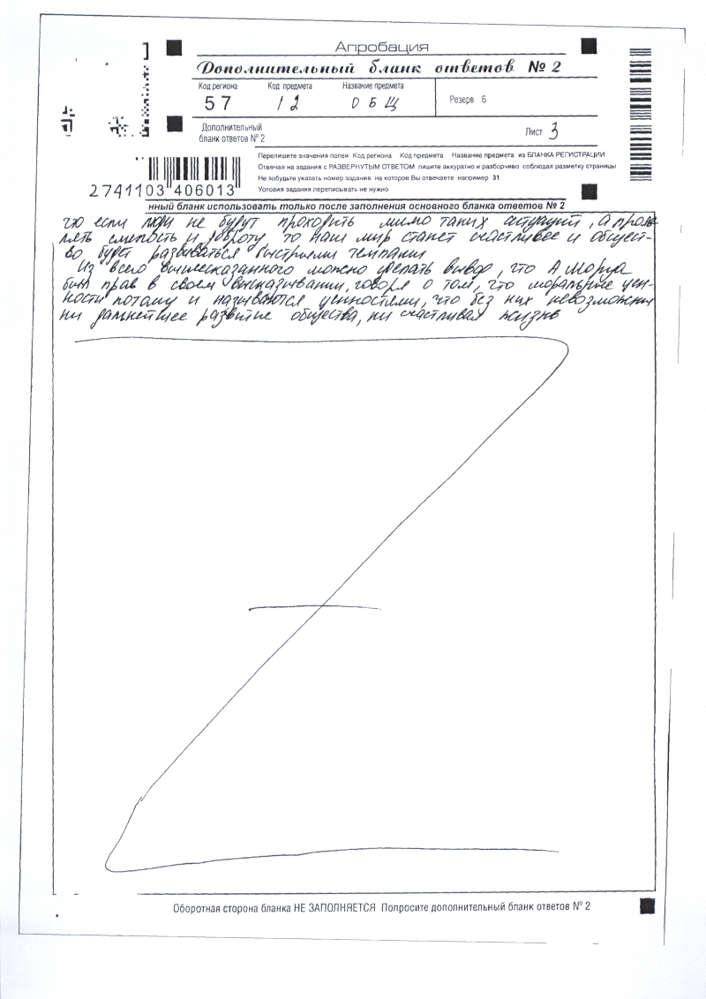 Апробация
Дополнительный бланк ответов № 2
Код региона Код предмета Название предмета
57 12 ОБЩ Резерв 6
Дополнительный
бланк ответов № 2 Лист 3
Перепишите значения полей Код региона Код предмета Название предмета из БЛАНКА РЕГИСТРАЦИИ
Отвечая на задания с РАЗВЕРНУТЫМ ОТВЕТОМ пишите аккуратно и разборчиво соблюдая разметку страницы
Не забудьте указать номер задания на которое Вы отвечаете например 31
Условия задания переписывать не нужно
2741103 406013
нный бланк использовать только после заполнения основного бланка ответов № 2
что если люди не будут проходить мимо таких ситуаций, а прояв
лять смелость и доброту, то наш мир станет счастливее и общест-
во будет развиваться быстрыми темпами
Из всего вышесказанного можно сделать вывод, что А Моруа
был прав в своем высказывании, говоря о том, что моральные цен-
ности потому и называются ценностями, что без них невозможны
ни дальнейшее развитие общества, ни счастливая жизнь
Оборотная сторона бланка НЕ ЗАПОЛНЯЕТСЯ Попросите дополнительный бланк ответов № 2